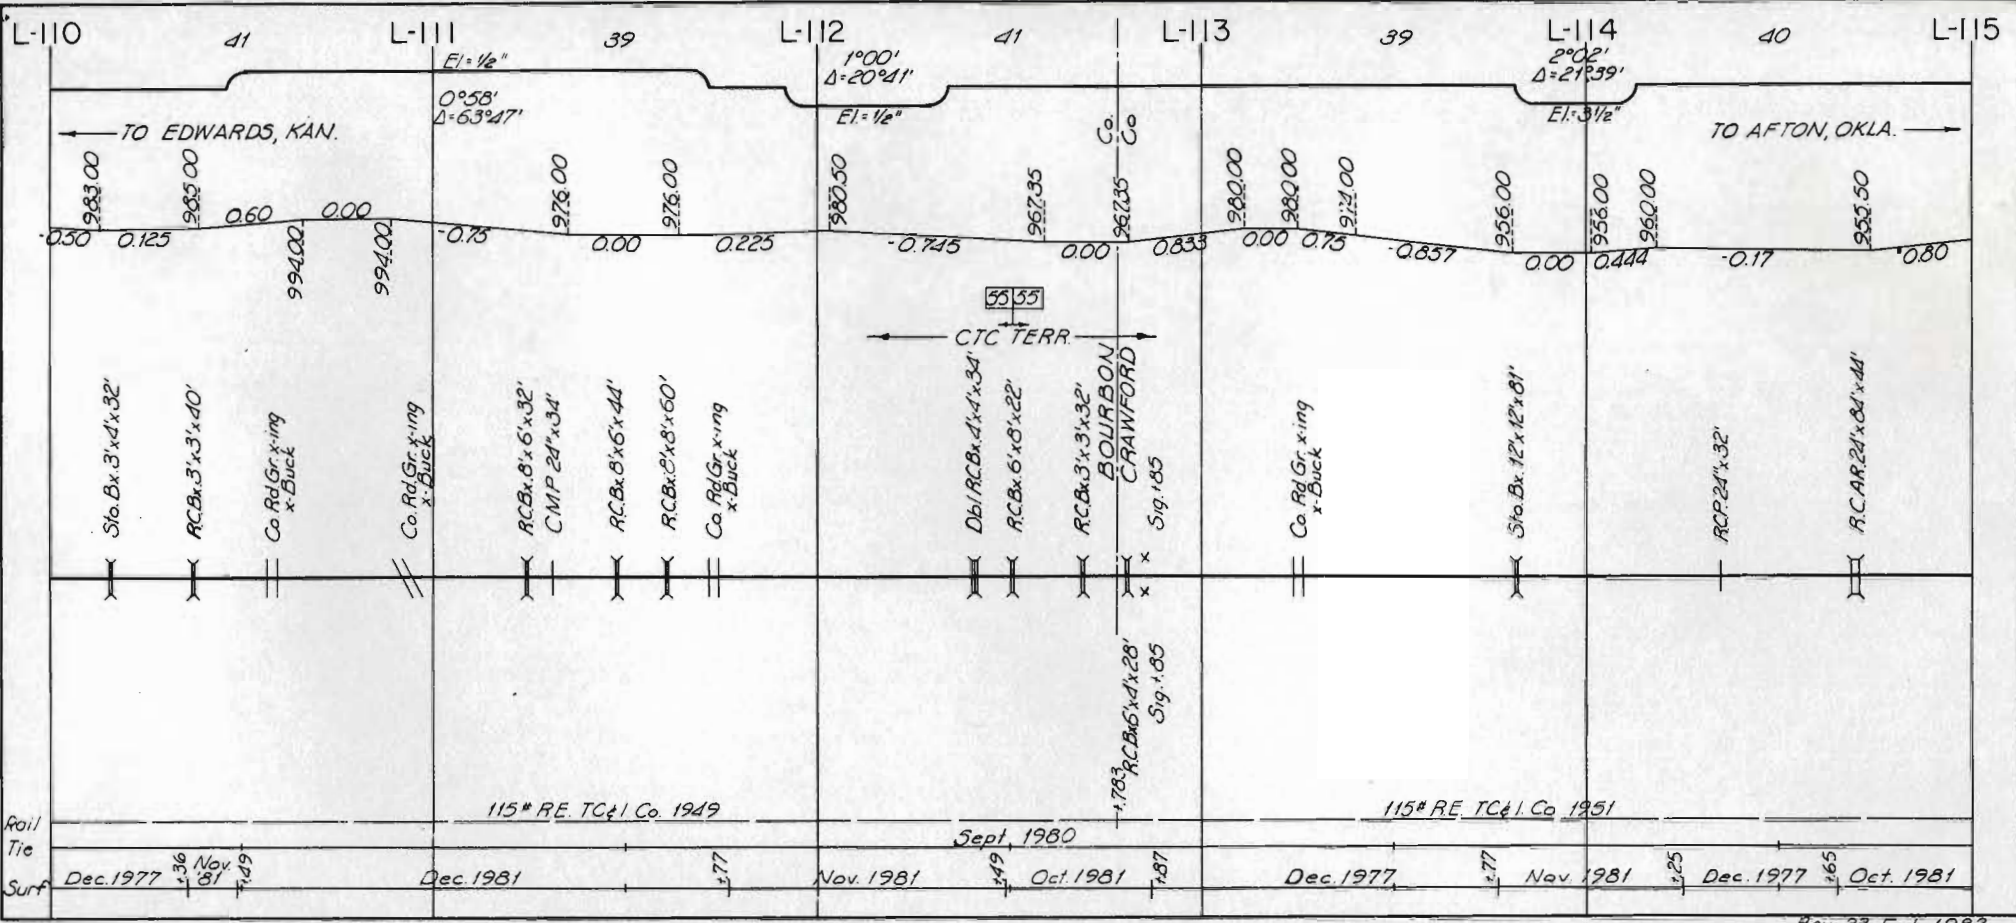 L-110 41 L-111 39 L-112 41 L-113 39 L-114 40 L-115
El.=1/2"
0°58'
Δ=63°47'
1°00'
Δ=20°41'
El.=1/2"
2°02'
Δ=21°39'
El.=3 1/2"
Co. Co
TO EDWARDS, KAN.
TO AFTON, OKLA.
983.00
985.00
994.00
994.00
976.00
976.00
980.50
967.35
967.35
980.00
980.00
974.00
956.00
956.00
960.00
955.50
-0.50 0.125 0.60 0.00 -0.75 0.00 0.225 -0.745 0.00 0.833 0.00 0.75 -0.857 0.00 0.444 -0.17 0.80
55 55
CTC TERR.
BOURBON
CRAWFORD
Sto. Bx. 3'x4'x32'
R.C.Bx. 3'x3'x40'
Co. Rd Gr. x-ing
x-Buck
Co. Rd Gr. x-ing
x-Buck
R.C.Bx. 8'x6'x32'
CMP 24"x34'
R.C.Bx. 8'x6'x44'
R.C.Bx. 8'x8'x60'
Co. Rd Gr. x-ing
x-Buck
Dbl R.C.Bx. 4'x4'x34'
R.C.Bx. 6'x8'x22'
R.C.Bx. 3'x3'x32'
Sig. +.85
Co. Rd Gr. x-ing
x-Buck
Sto. Bx. 12'x12'x81'
RCP. 24"x32'
R.C.AR. 24'x84'x44'
+.783
R.C.Bx 6'x4'x28'
Sig. +.85
Rail 115# R.E. TC&I. Co. 1949 115# R.E. TC&I. Co 1951
Tie Sept. 1980
Surf Dec. 1977 +.36 Nov. '81 +.49 Dec. 1981 +.77 Nov. 1981 +.49 Oct. 1981 +.87 Dec. 1977 +.77 Nov. 1981 +.25 Dec. 1977 +.65 Oct. 1981